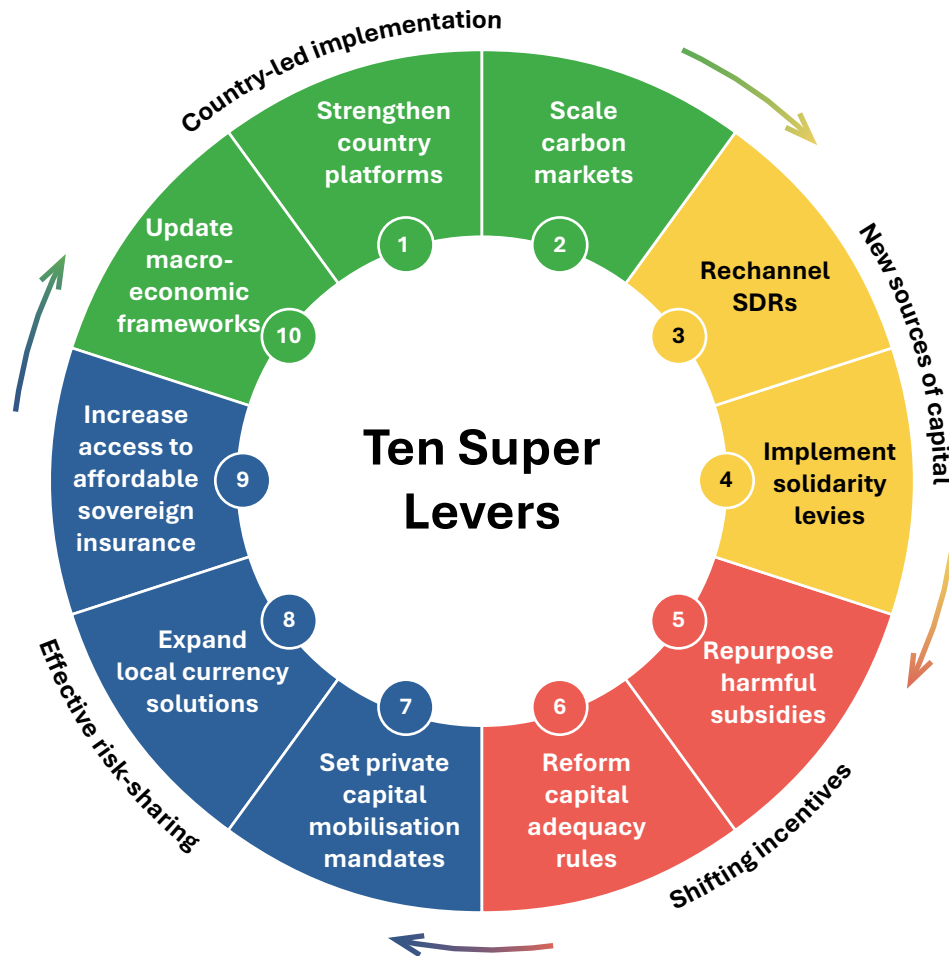 Ten Super
Levers
Country-led implementation
Strengthen
country
platforms
1
Scale
carbon
markets
2
New sources of capital
Rechannel
SDRs
3
Implement
solidarity
levies
4
Shifting incentives
Repurpose
harmful
subsidies
5
Reform
capital
adequacy
rules
6
Effective risk-sharing
Set private
capital
mobilisation
mandates
7
Expand
local currency
solutions
8
Increase
access to
affordable
sovereign
insurance
9
Update
macro-
economic
frameworks
10